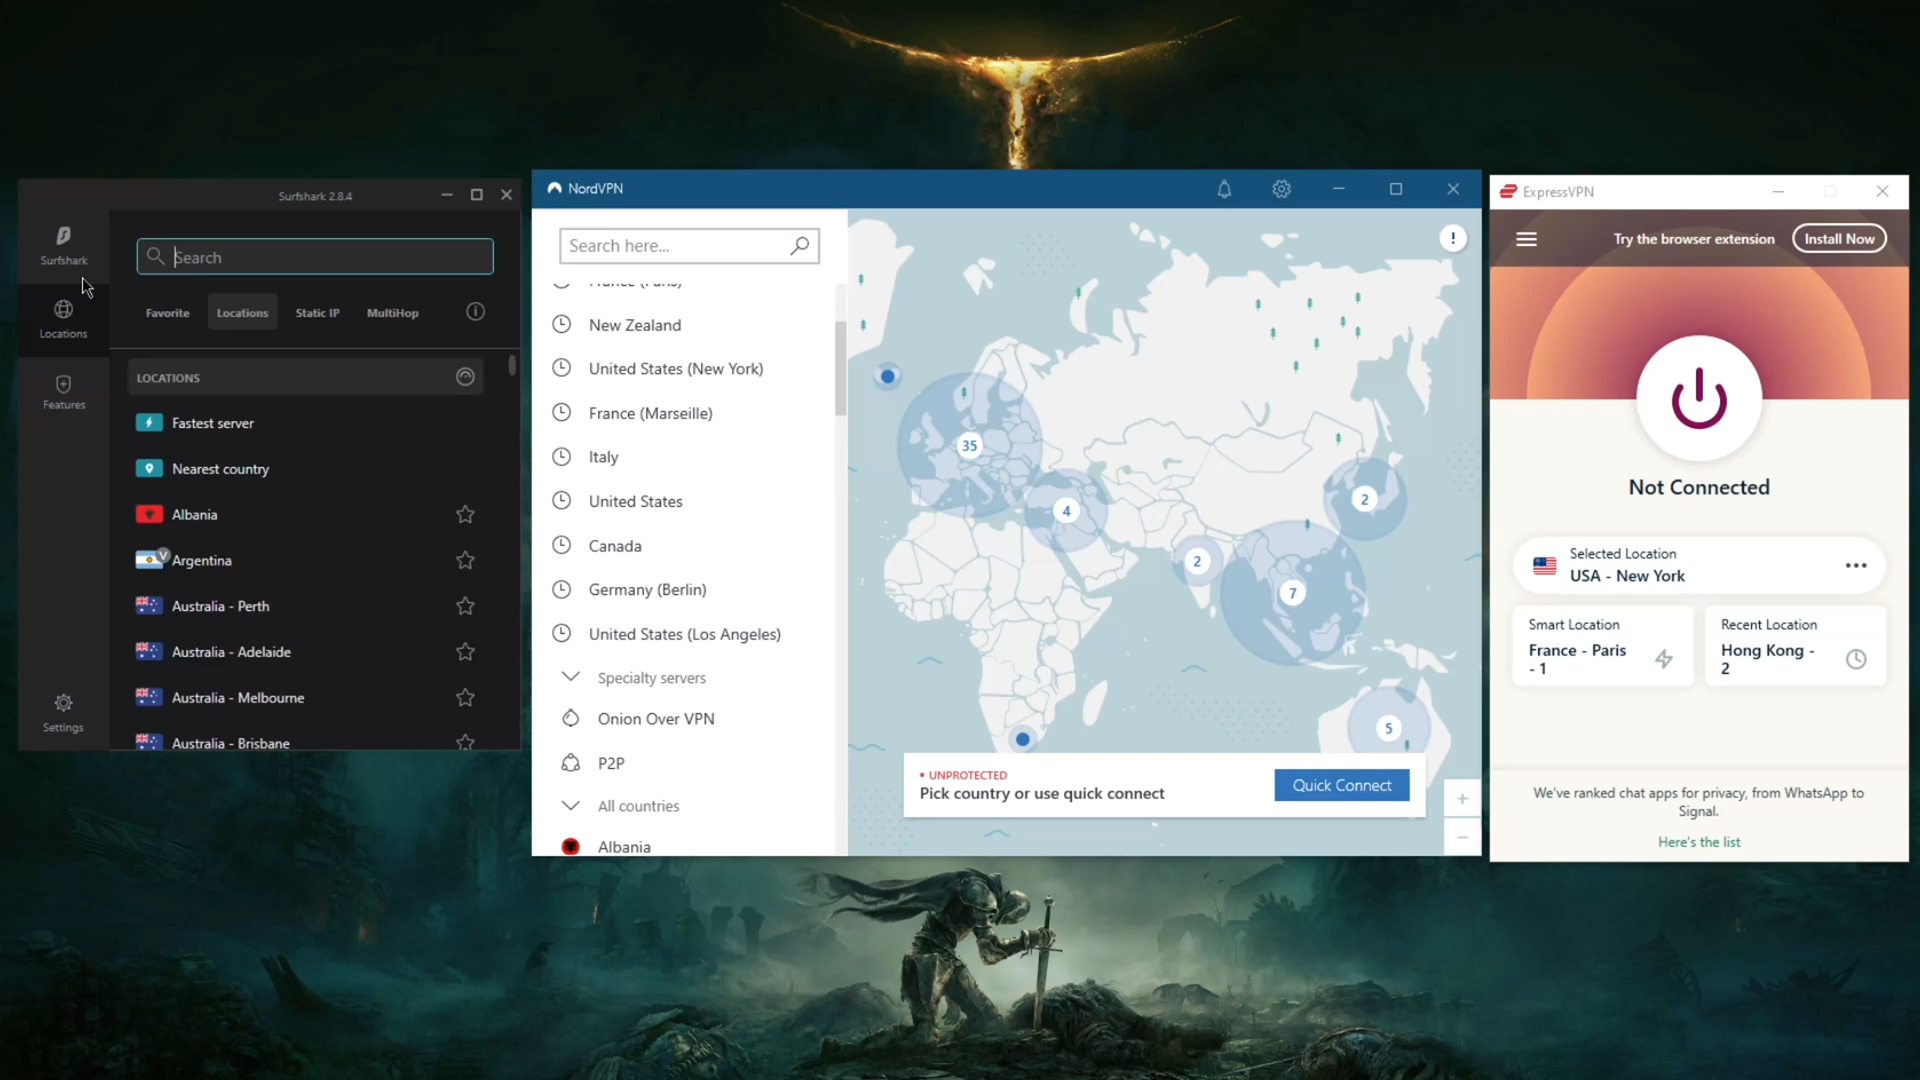 Surfshark 2.8.4
Surfshark
Locations
Features
Settings
Search
Favorite
Locations
Static IP
MultiHop
LOCATIONS
Fastest server
Nearest country
Albania
V
Argentina
Australia - Perth
Australia - Adelaide
Australia - Melbourne
Australia - Brisbane
NordVPN
Search here...
France (Paris)
New Zealand
United States (New York)
France (Marseille)
Italy
United States
Canada
Germany (Berlin)
United States (Los Angeles)
Specialty servers
Onion Over VPN
P2P
All countries
Albania
35
4
2
2
7
5
• UNPROTECTED
Pick country or use quick connect
Quick Connect
ExpressVPN
Try the browser extension
Install Now
Not Connected
Selected Location
USA - New York
Smart Location
France - Paris
- 1
Recent Location
Hong Kong -
2
We've ranked chat apps for privacy, from WhatsApp to
Signal.
Here's the list